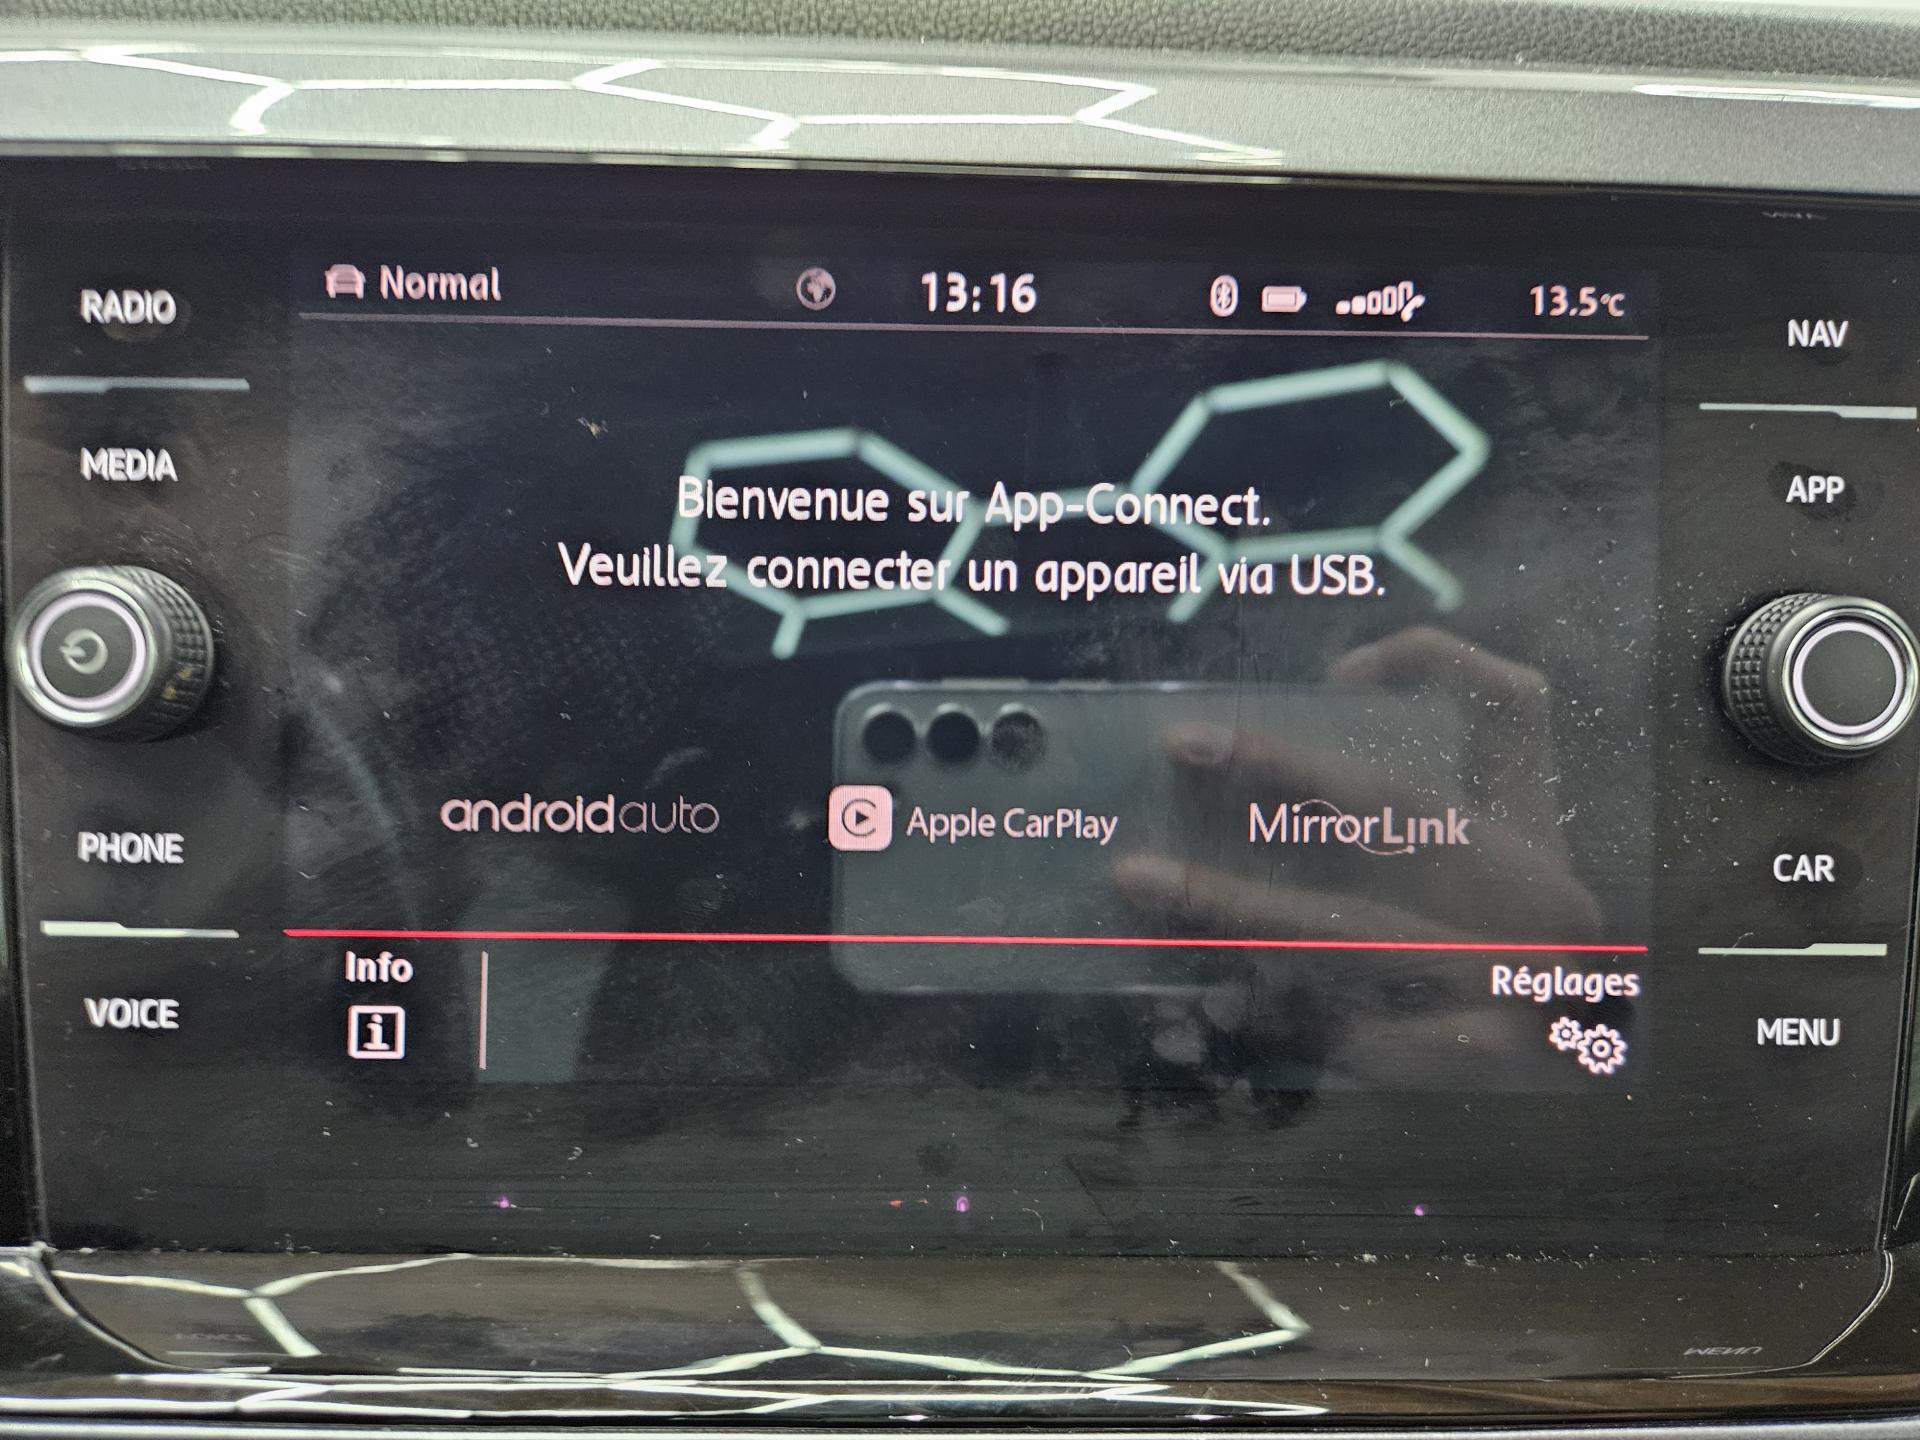 Normal
13:16
13.5°C
RADIO
MEDIA
PHONE
VOICE
Bienvenue sur App-Connect.
Veuillez connecter un appareil via USB.
androidauto
Apple CarPlay
MirrorLink
Info
Réglages
NAV
APP
CAR
MENU